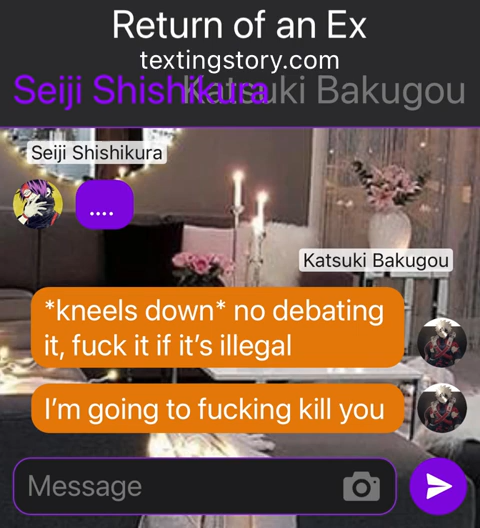 Return of an Ex
textingstory.com
Seiji Shishikura Katsuki Bakugou
Seiji Shishikura
....
Katsuki Bakugou
*kneels down* no debating
it, fuck it if it’s illegal
I’m going to fucking kill you
Message